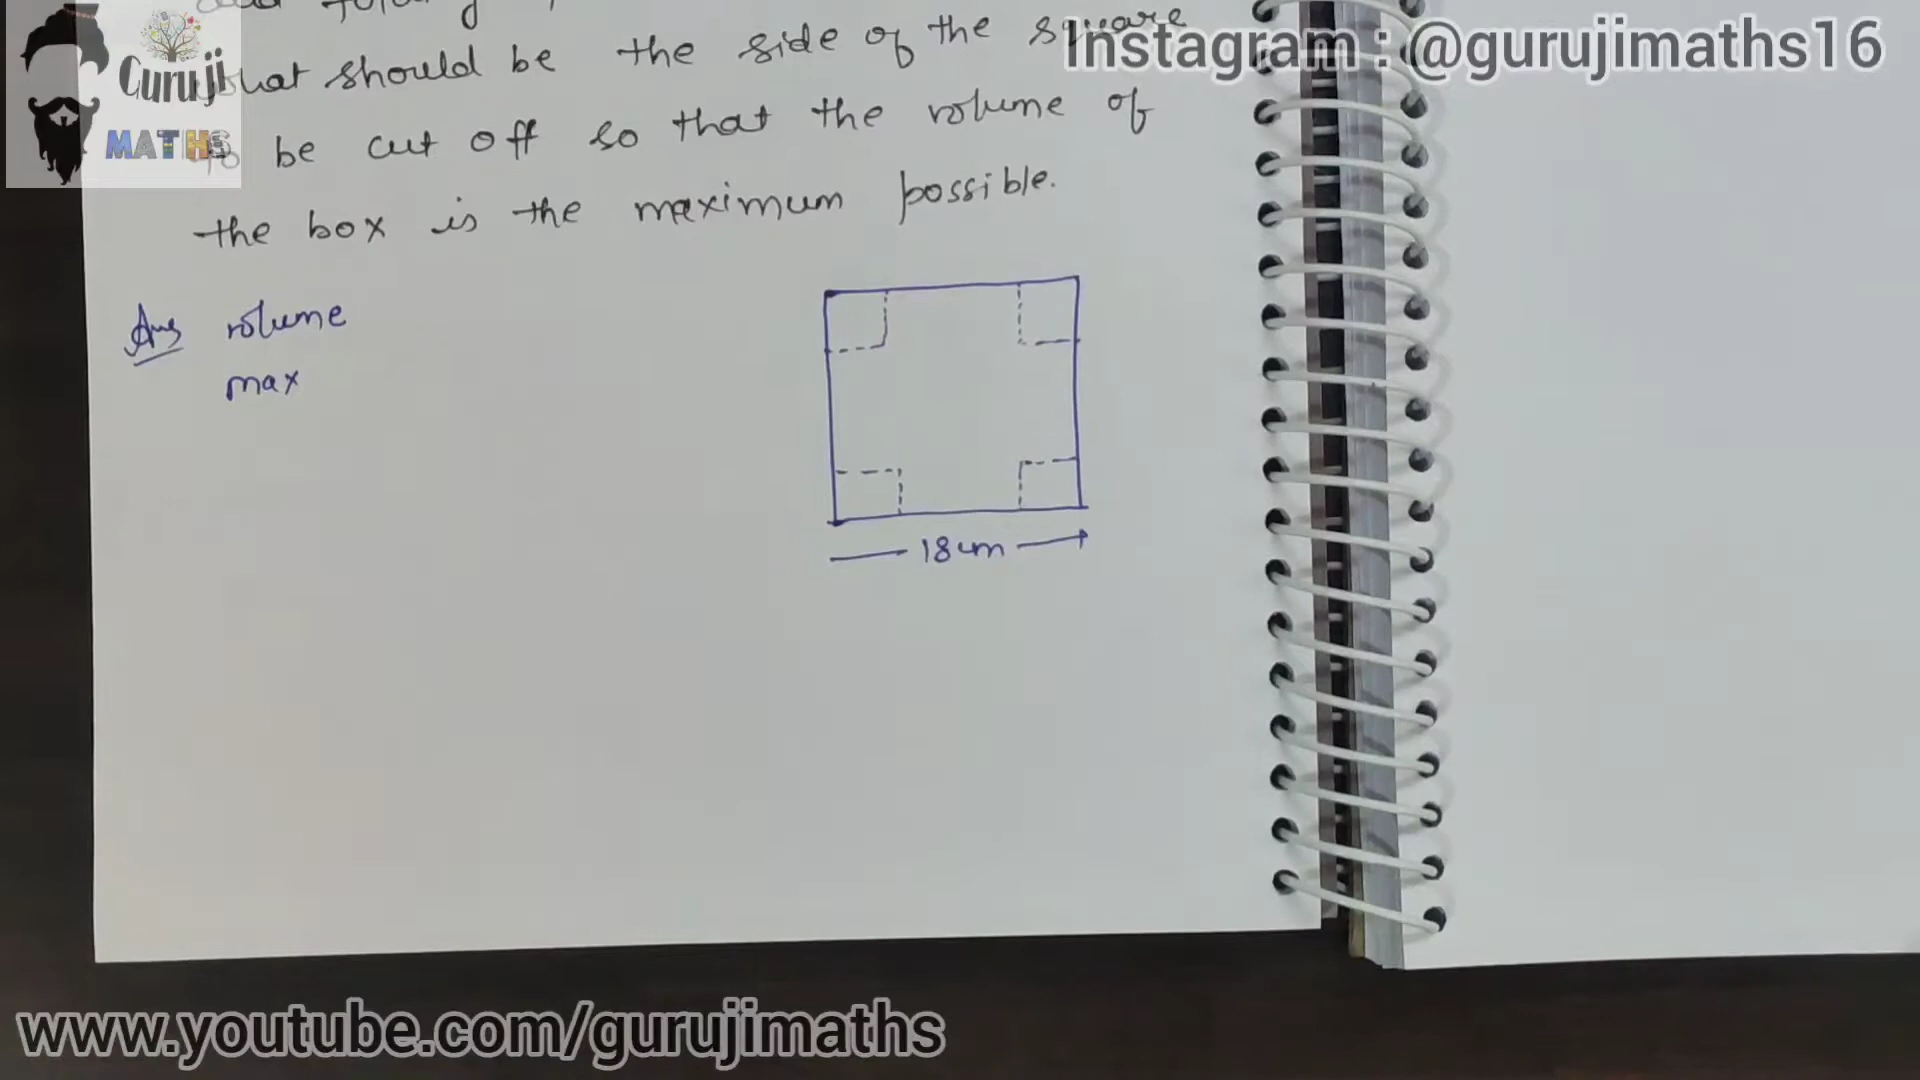 Instagram : @gurujimaths16
Guruji
MATHS
what should be the side of the square
to be cut off so that the volume of
the box is the maximum possible.
Ans volume
max
18cm
www.youtube.com/gurujimaths